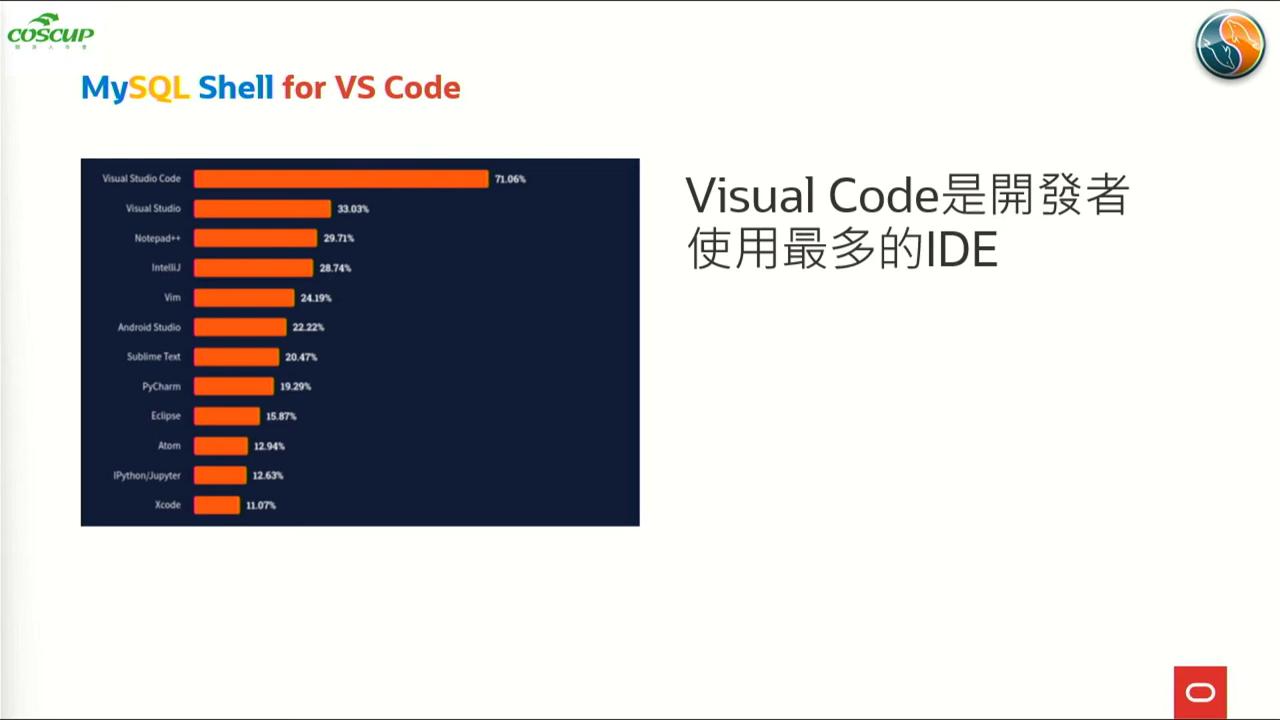 COSCUP
MySQL Shell for VS Code
Visual Studio Code 71.06%
Visual Studio 33.03%
Notepad++ 29.71%
IntelliJ 28.74%
Vim 24.19%
Android Studio 22.22%
Sublime Text 20.47%
PyCharm 19.29%
Eclipse 15.87%
Atom 12.94%
IPython/Jupyter 12.63%
Xcode 11.07%
Visual Code是開發者
使用最多的IDE